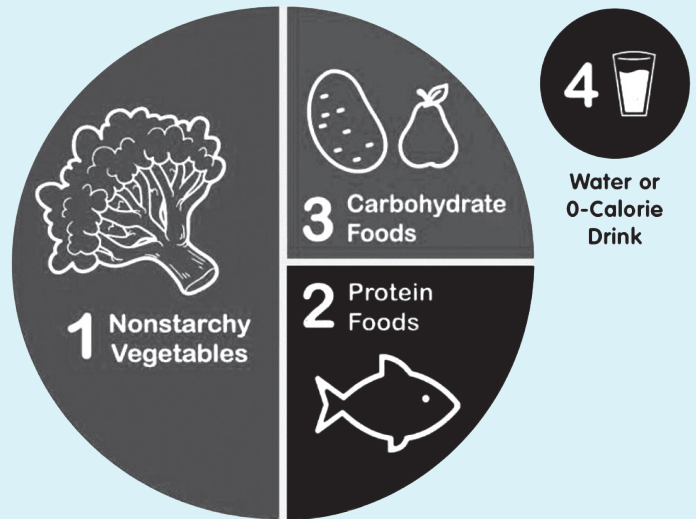 1 Nonstarchy
Vegetables
2 Protein
Foods
3 Carbohydrate
Foods
4
Water or
0-Calorie
Drink